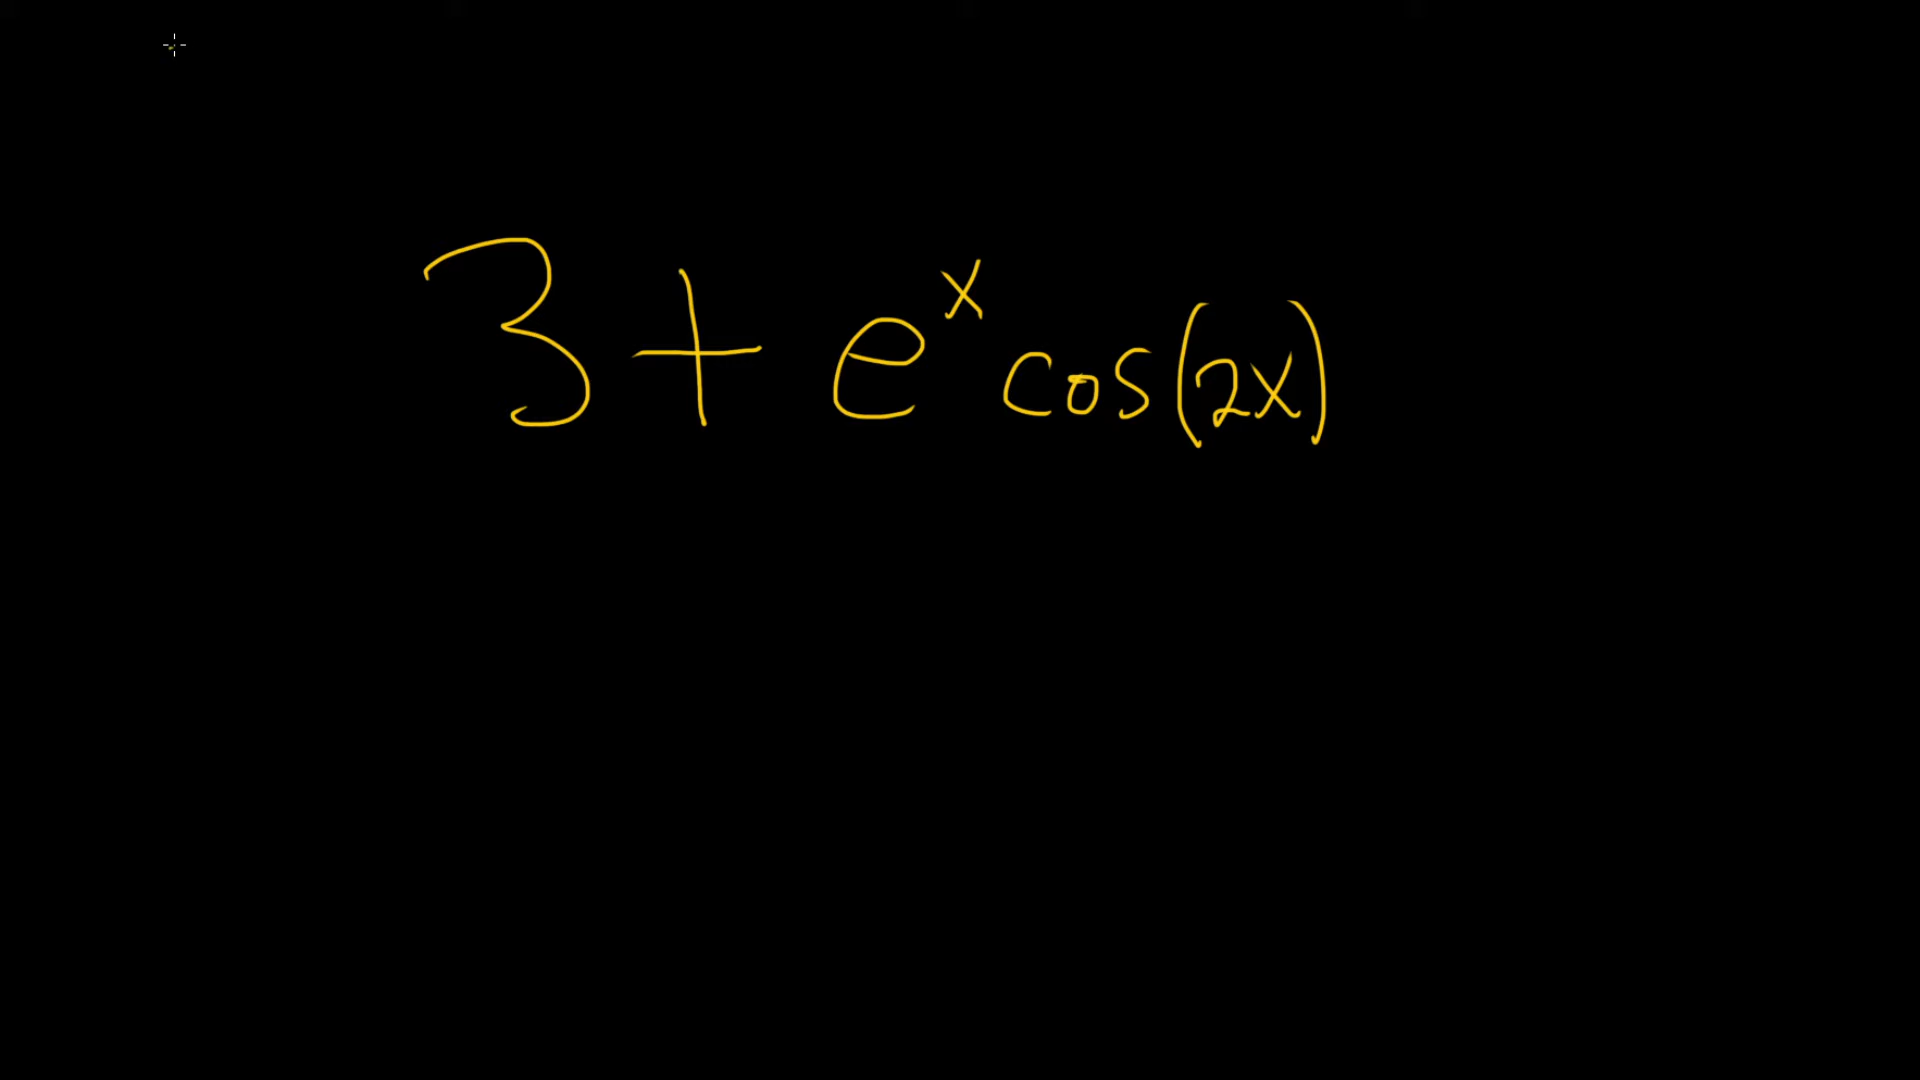 3 + e^x cos(2x)